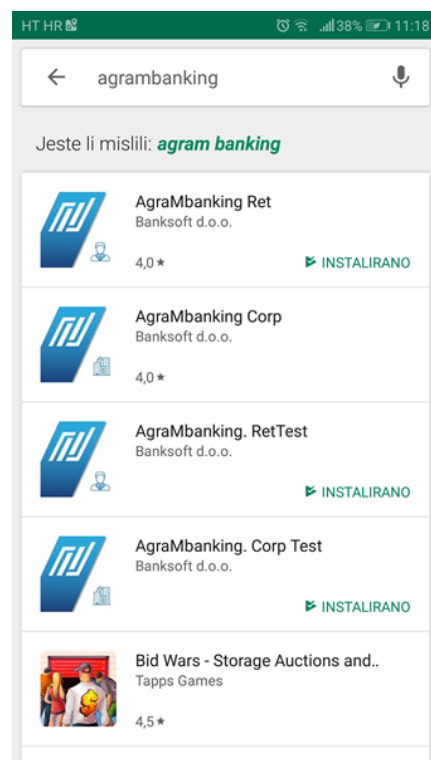 HT HR 38% 11:18
agrambanking
Jeste li mislili: agram banking
AgraMbanking Ret
Banksoft d.o.o.
4,0★ INSTALIRANO
AgraMbanking Corp
Banksoft d.o.o.
4,0★
AgraMbanking. RetTest
Banksoft d.o.o.
INSTALIRANO
AgraMbanking. Corp Test
Banksoft d.o.o.
INSTALIRANO
Bid Wars - Storage Auctions and..
Tapps Games
4,5★